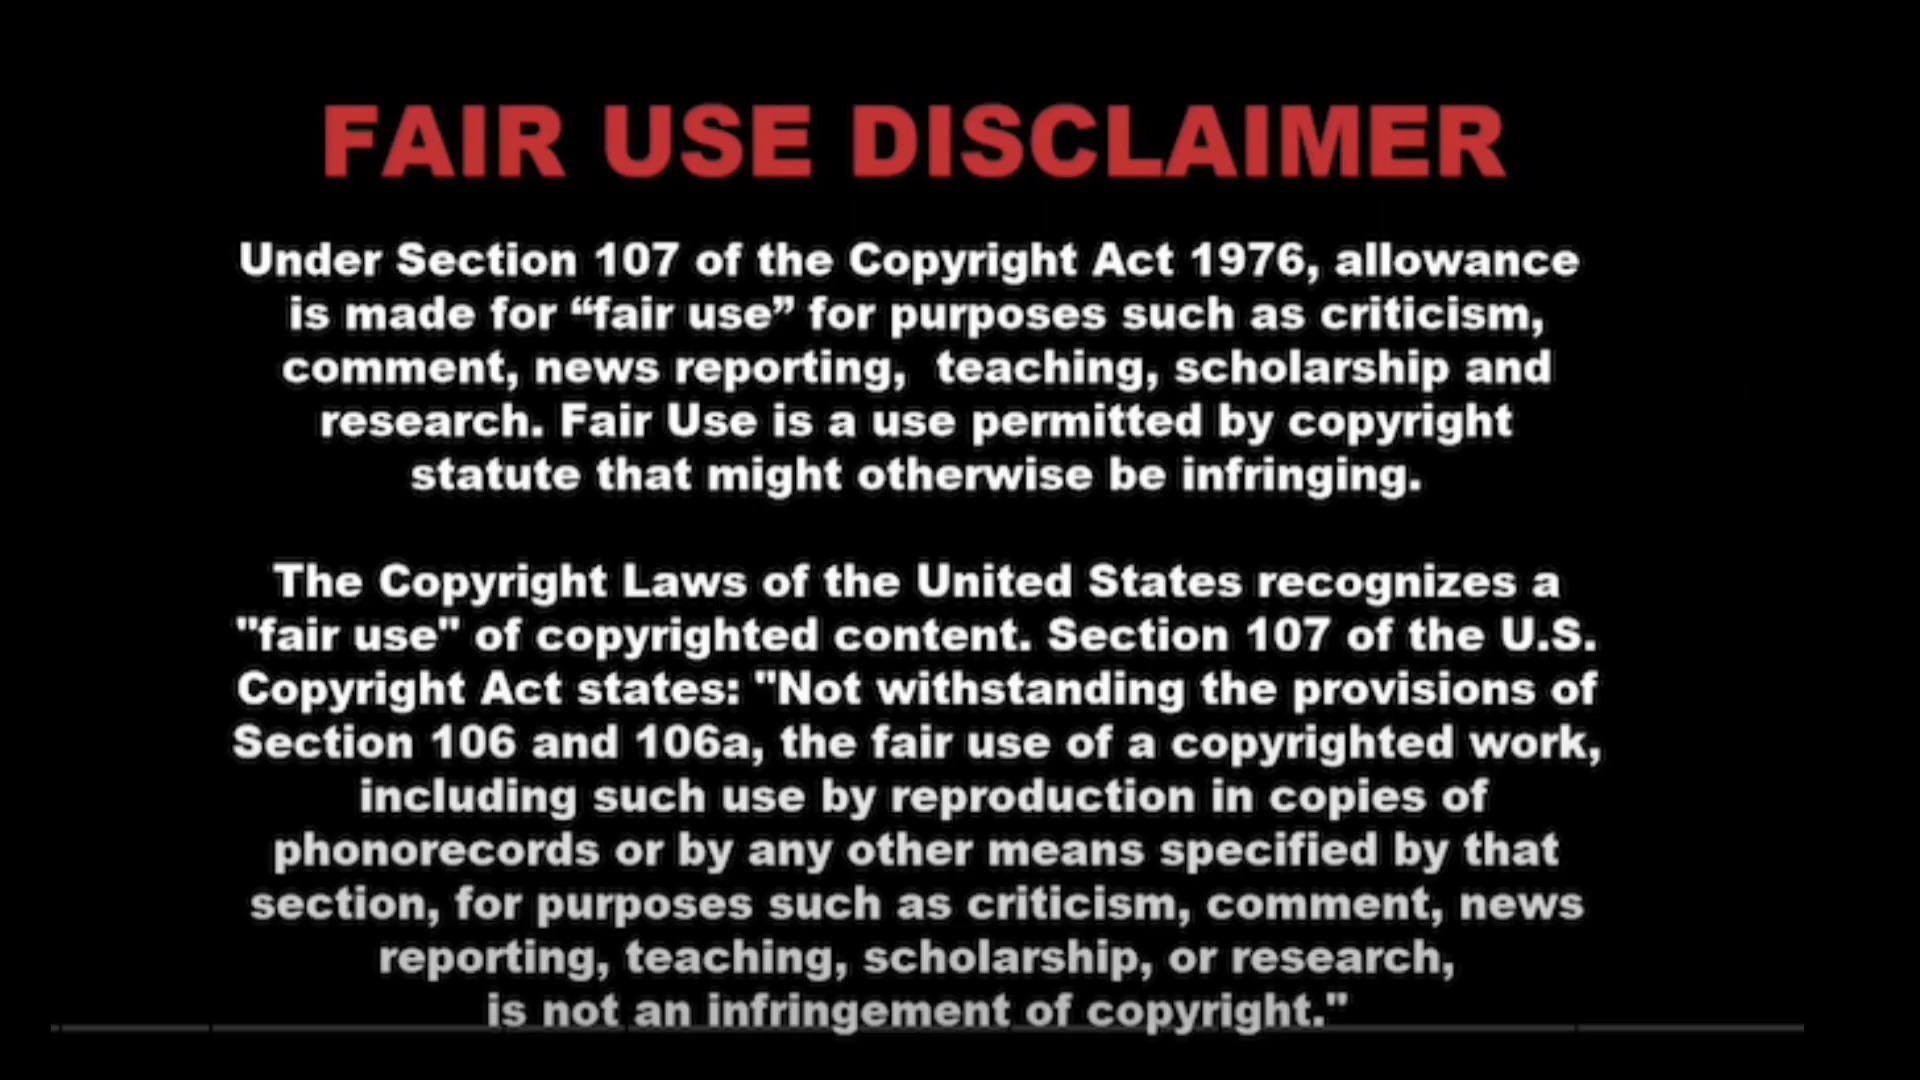 FAIR USE DISCLAIMER
Under Section 107 of the Copyright Act 1976, allowance
is made for “fair use” for purposes such as criticism,
comment, news reporting,  teaching, scholarship and
research. Fair Use is a use permitted by copyright
statute that might otherwise be infringing.
The Copyright Laws of the United States recognizes a
"fair use" of copyrighted content. Section 107 of the U.S.
Copyright Act states: "Not withstanding the provisions of
Section 106 and 106a, the fair use of a copyrighted work,
including such use by reproduction in copies of
phonorecords or by any other means specified by that
section, for purposes such as criticism, comment, news
reporting, teaching, scholarship, or research,
is not an infringement of copyright."